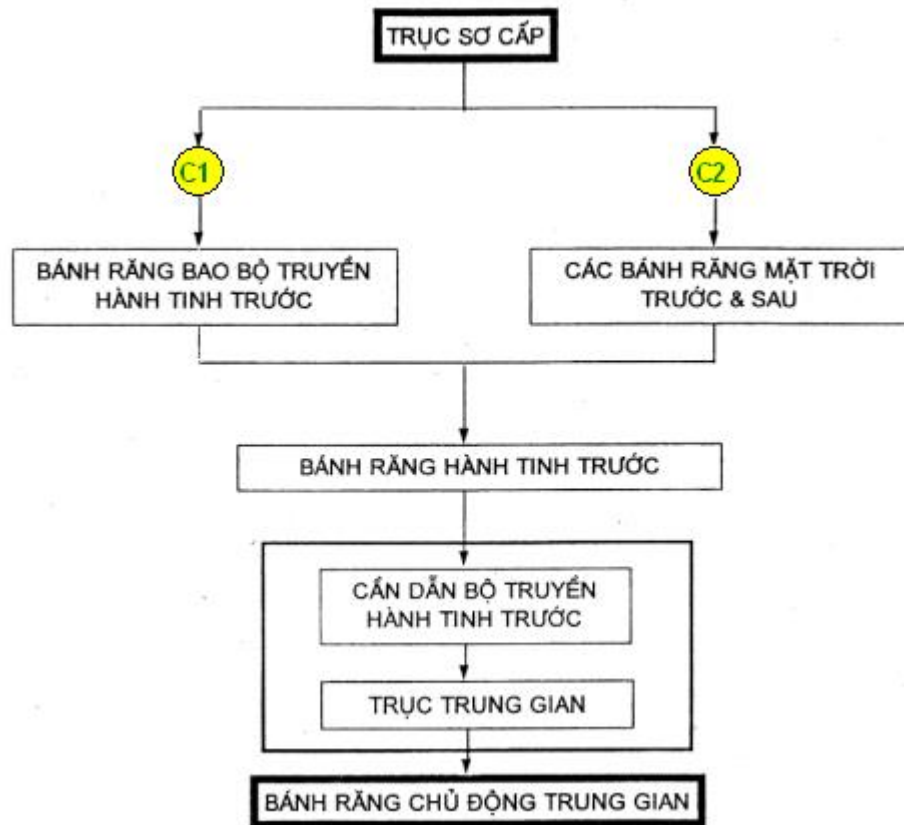 TRỤC SƠ CẤP
C1
C2
BÁNH RĂNG BAO BỘ TRUYỀN
HÀNH TINH TRƯỚC
CÁC BÁNH RĂNG MẶT TRỜI
TRƯỚC & SAU
BÁNH RĂNG HÀNH TINH TRƯỚC
CẦN DẪN BỘ TRUYỀN
HÀNH TINH TRƯỚC
TRỤC TRUNG GIAN
BÁNH RĂNG CHỦ ĐỘNG TRUNG GIAN